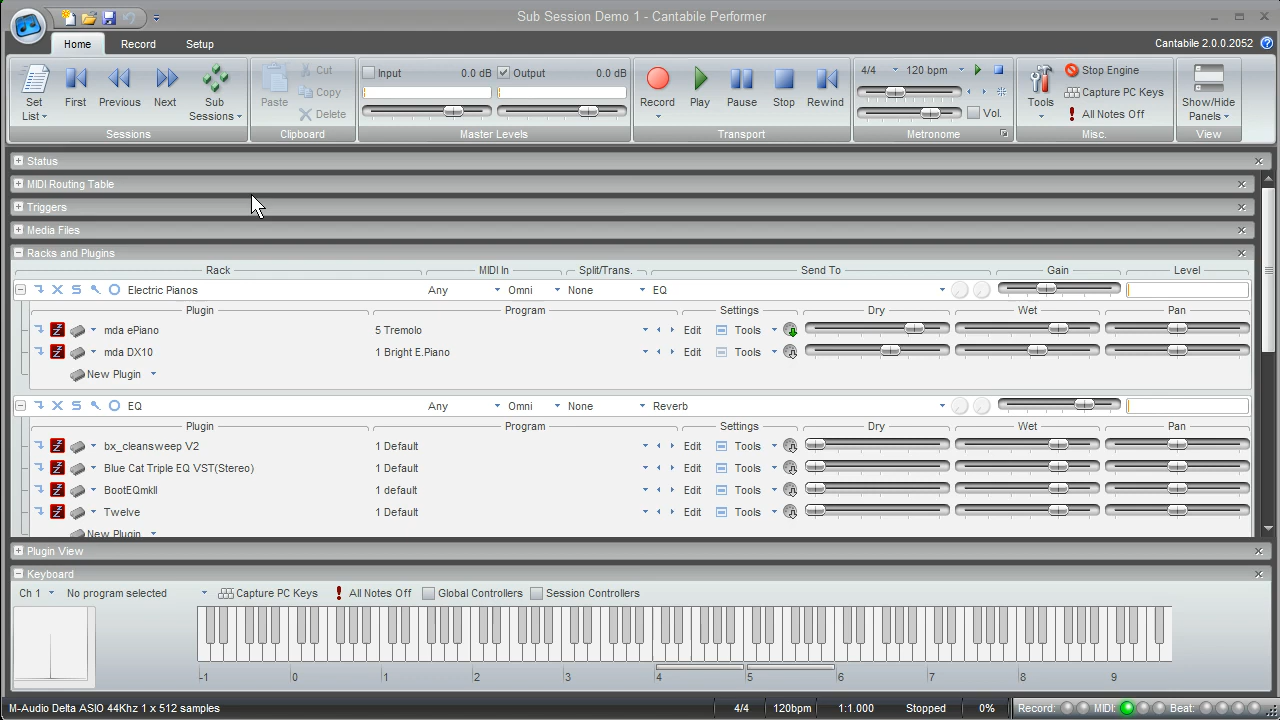 Sub Session Demo 1 - Cantabile Performer
Home Record Setup Cantabile 2.0.0.2052
Set List First Previous Next Sub Sessions
Sessions
Paste Cut Copy Delete
Clipboard
Input 0.0 dB Output 0.0 dB
Master Levels
Record Play Pause Stop Rewind
Transport
4/4 120 bpm
Vol.
Metronome
Tools Stop Engine
Capture PC Keys
All Notes Off
Misc.
Show/Hide Panels
View
Status
MIDI Routing Table
Triggers
Media Files
Racks and Plugins
Rack MIDI In Split/Trans. Send To Gain Level
Electric Pianos Any Omni None EQ
Plugin Program Settings Dry Wet Pan
mda ePiano 5 Tremolo Edit Tools
mda DX10 1 Bright E.Piano Edit Tools
New Plugin
EQ Any Omni None Reverb
Plugin Program Settings Dry Wet Pan
bx_cleansweep V2 1 Default Edit Tools
Blue Cat Triple EQ VST(Stereo) 1 Default Edit Tools
BootEQmkII 1 default Edit Tools
Twelve 1 Default Edit Tools
New Plugin
Plugin View
Keyboard
Ch 1 No program selected Capture PC Keys All Notes Off Global Controllers Session Controllers
-1 0 1 2 3 4 5 6 7 8 9
M-Audio Delta ASIO 44Khz 1 x 512 samples 4/4 120bpm 1:1.000 Stopped 0% Record: MIDI: Beat: